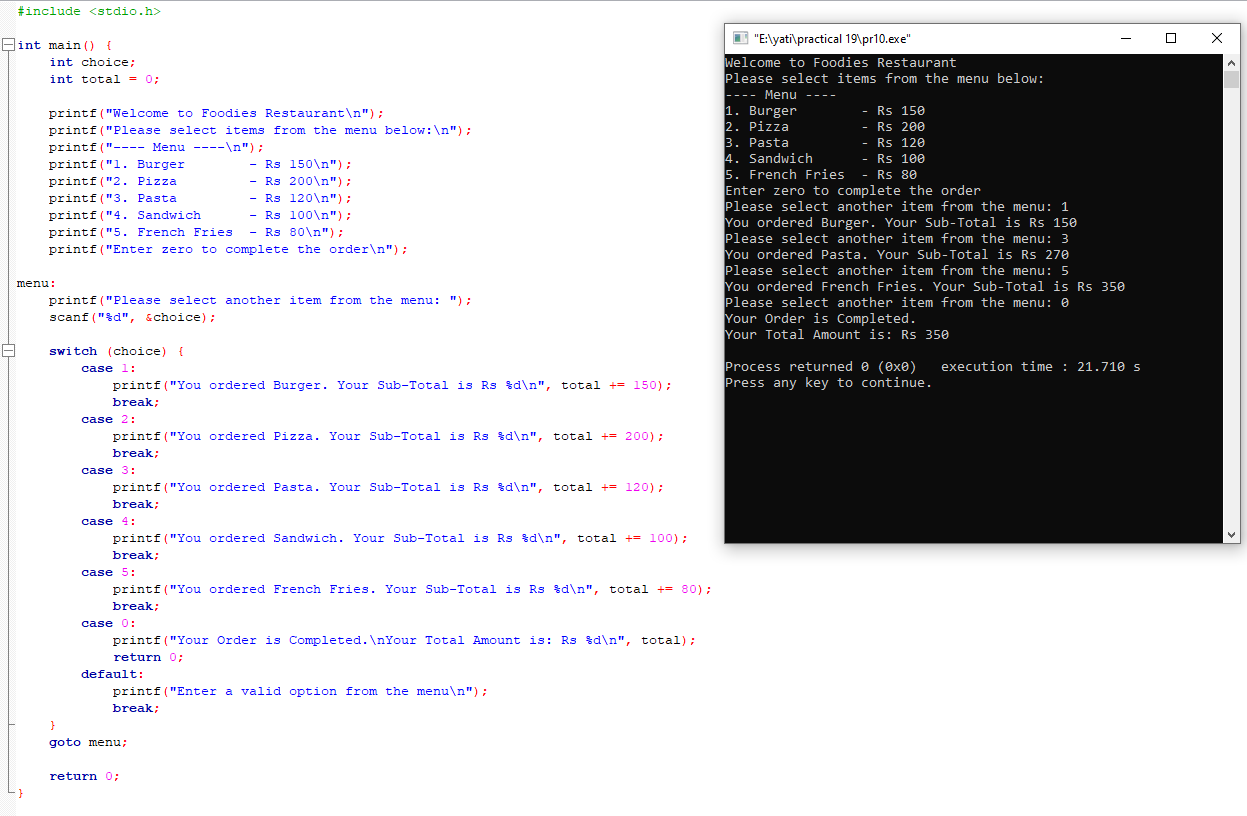 #include <stdio.h>
int main() {
    int choice;
    int total = 0;
    printf("Welcome to Foodies Restaurant\n");
    printf("Please select items from the menu below:\n");
    printf("---- Menu ----\n");
    printf("1. Burger        - Rs 150\n");
    printf("2. Pizza         - Rs 200\n");
    printf("3. Pasta         - Rs 120\n");
    printf("4. Sandwich      - Rs 100\n");
    printf("5. French Fries  - Rs 80\n");
    printf("Enter zero to complete the order\n");
menu:
    printf("Please select another item from the menu: ");
    scanf("%d", &choice);
    switch (choice) {
        case 1:
            printf("You ordered Burger. Your Sub-Total is Rs %d\n", total += 150);
            break;
        case 2:
            printf("You ordered Pizza. Your Sub-Total is Rs %d\n", total += 200);
            break;
        case 3:
            printf("You ordered Pasta. Your Sub-Total is Rs %d\n", total += 120);
            break;
        case 4:
            printf("You ordered Sandwich. Your Sub-Total is Rs %d\n", total += 100);
            break;
        case 5:
            printf("You ordered French Fries. Your Sub-Total is Rs %d\n", total += 80);
            break;
        case 0:
            printf("Your Order is Completed.\nYour Total Amount is: Rs %d\n", total);
            return 0;
        default:
            printf("Enter a valid option from the menu\n");
            break;
    }
    goto menu;
    return 0;
}
"E:\yati\practical 19\pr10.exe"
Welcome to Foodies Restaurant
Please select items from the menu below:
---- Menu ----
1. Burger        - Rs 150
2. Pizza         - Rs 200
3. Pasta         - Rs 120
4. Sandwich      - Rs 100
5. French Fries  - Rs 80
Enter zero to complete the order
Please select another item from the menu: 1
You ordered Burger. Your Sub-Total is Rs 150
Please select another item from the menu: 3
You ordered Pasta. Your Sub-Total is Rs 270
Please select another item from the menu: 5
You ordered French Fries. Your Sub-Total is Rs 350
Please select another item from the menu: 0
Your Order is Completed.
Your Total Amount is: Rs 350
Process returned 0 (0x0)   execution time : 21.710 s
Press any key to continue.